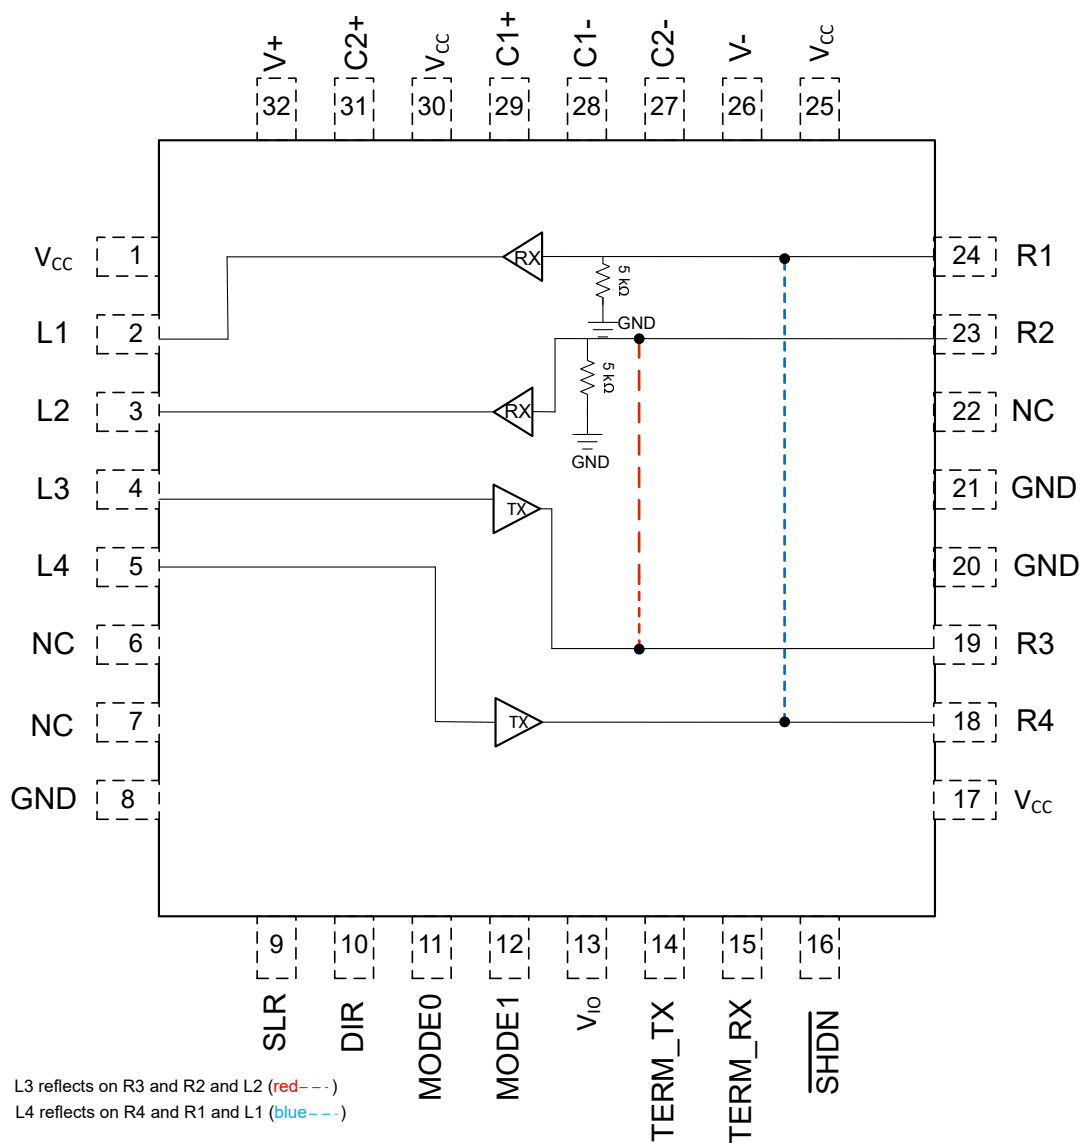 V+
C2+
VCC
C1+
C1-
C2-
V-
VCC
32
31
30
29
28
27
26
25
VCC
1
RX
24
R1
5 kΩ
GND
L1
2
23
R2
5 kΩ
L2
3
RX
22
NC
GND
L3
4
TX
21
GND
L4
5
20
GND
NC
6
19
R3
NC
7
TX
18
R4
GND
8
17
VCC
9
10
11
12
13
14
15
16
SLR
DIR
MODE0
MODE1
VIO
TERM_TX
TERM_RX
SHDN
L3 reflects on R3 and R2 and L2 (red---)
L4 reflects on R4 and R1 and L1 (blue---)